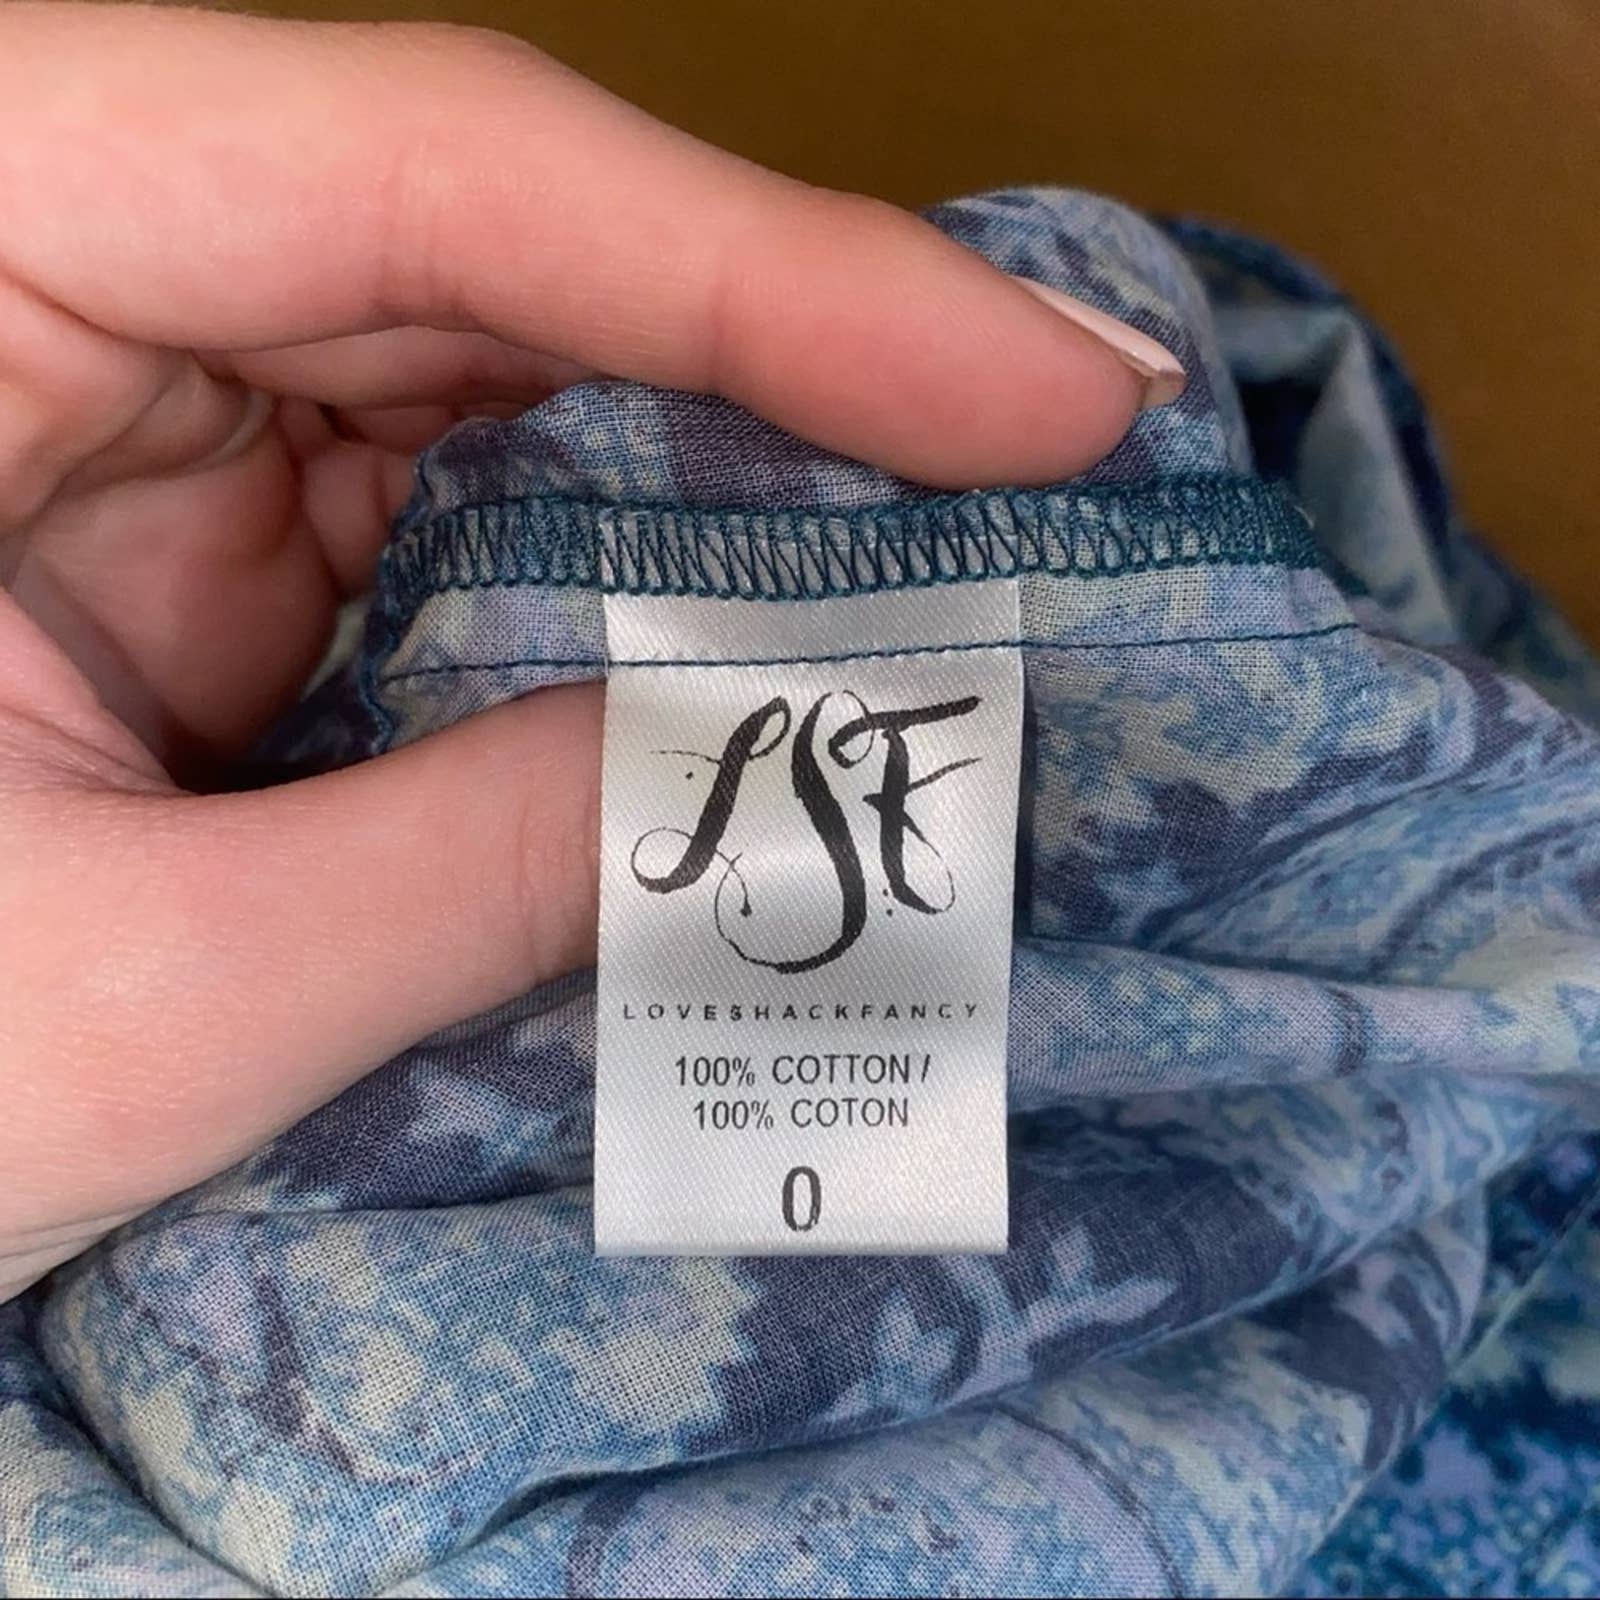 LSF
LOVESHACKFANCY
100% COTTON /
100% COTON
0